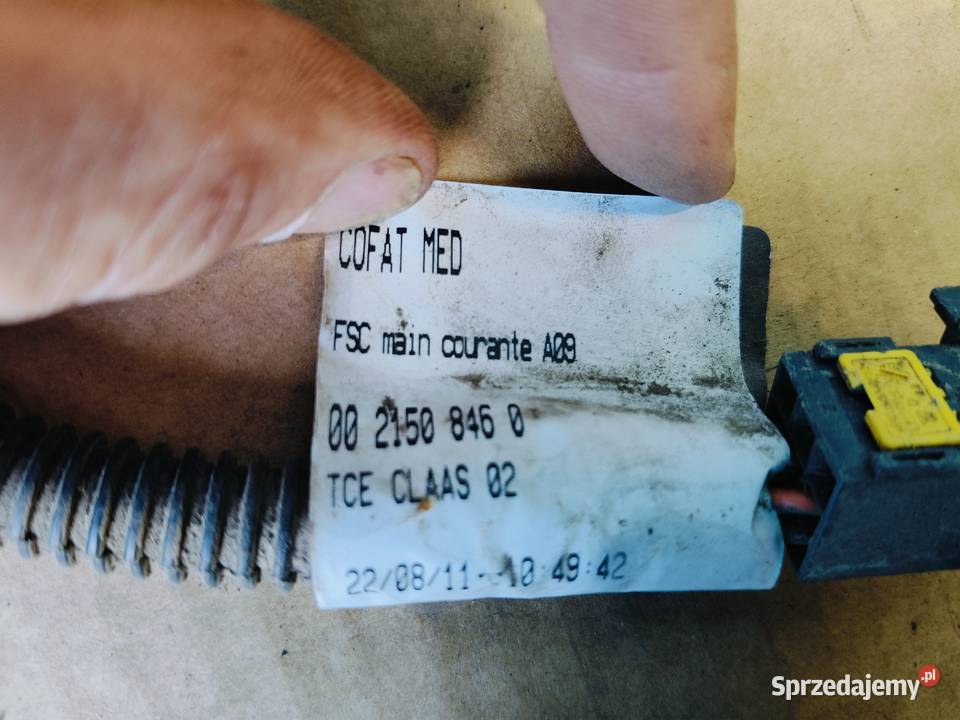 COFAT MED
FSC main courante A09
00 2150 846 0
TCE CLAAS 02
22/08/11- 10:49:42
Sprzedajemy.pl